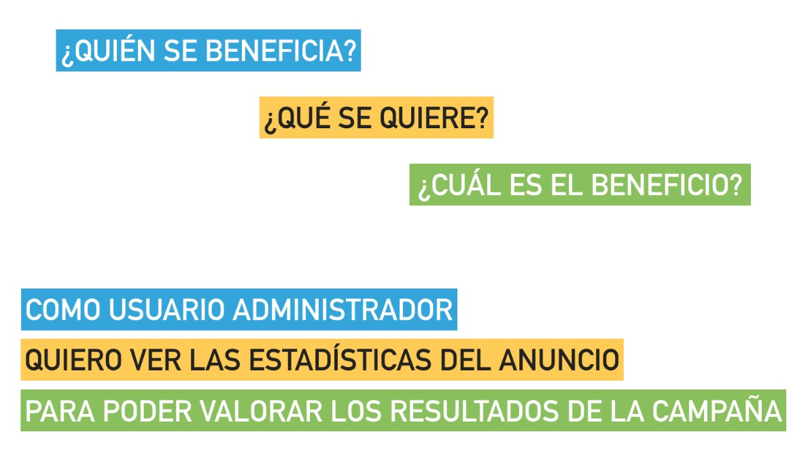 ¿QUIÉN SE BENEFICIA?
¿QUÉ SE QUIERE?
¿CUÁL ES EL BENEFICIO?
COMO USUARIO ADMINISTRADOR
QUIERO VER LAS ESTADÍSTICAS DEL ANUNCIO
PARA PODER VALORAR LOS RESULTADOS DE LA CAMPAÑA